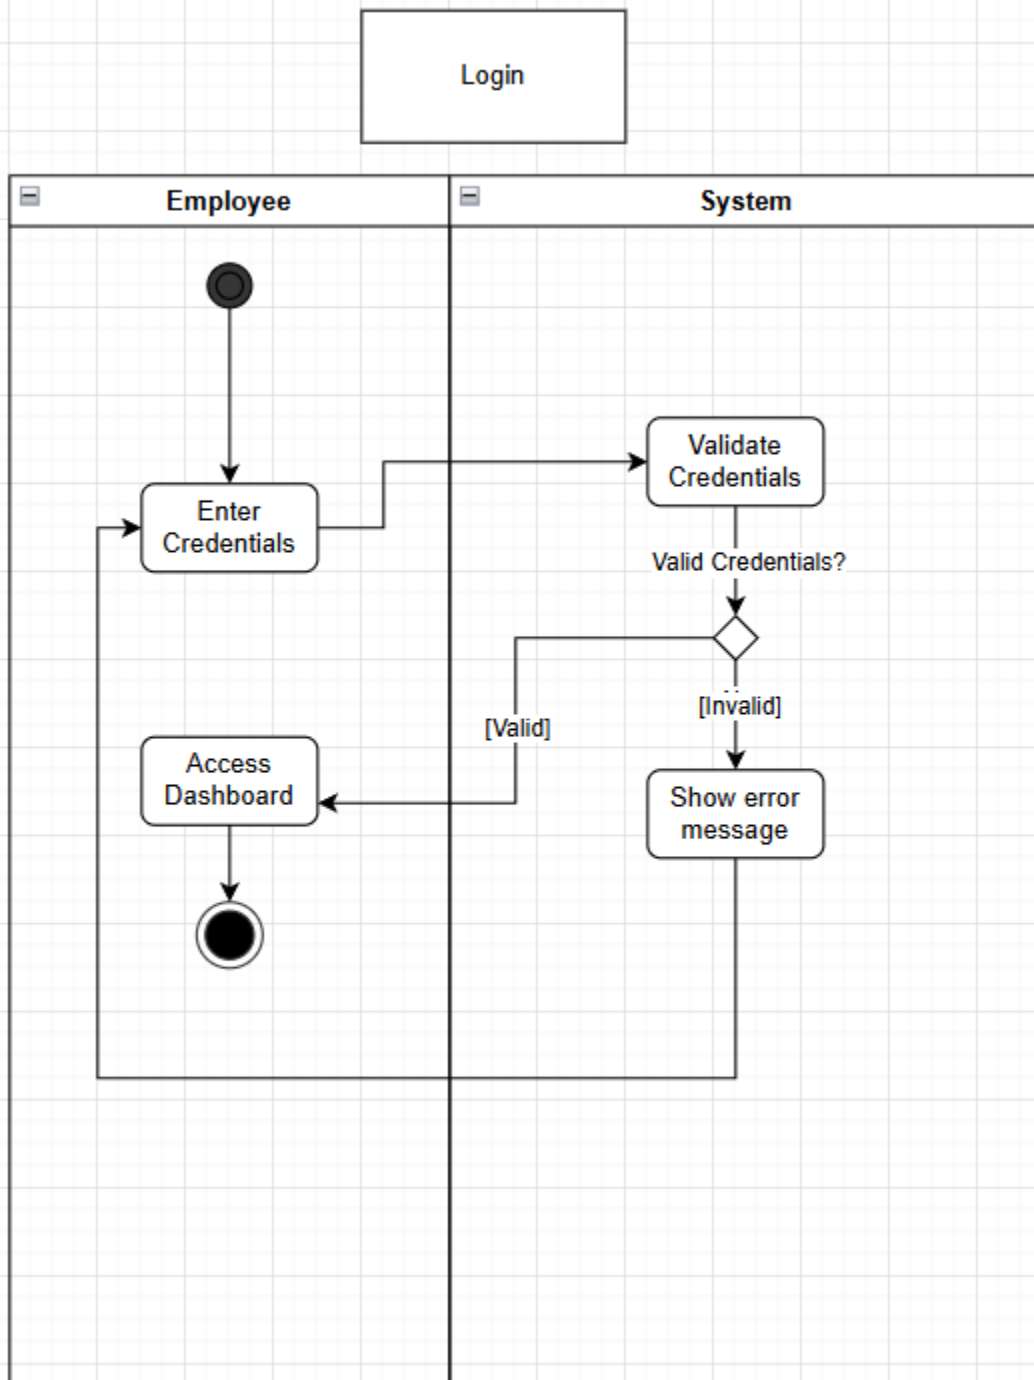 Login
Employee
System
Validate
Credentials
Enter
Credentials
Valid Credentials?
[Invalid]
[Valid]
Access
Dashboard
Show error
message